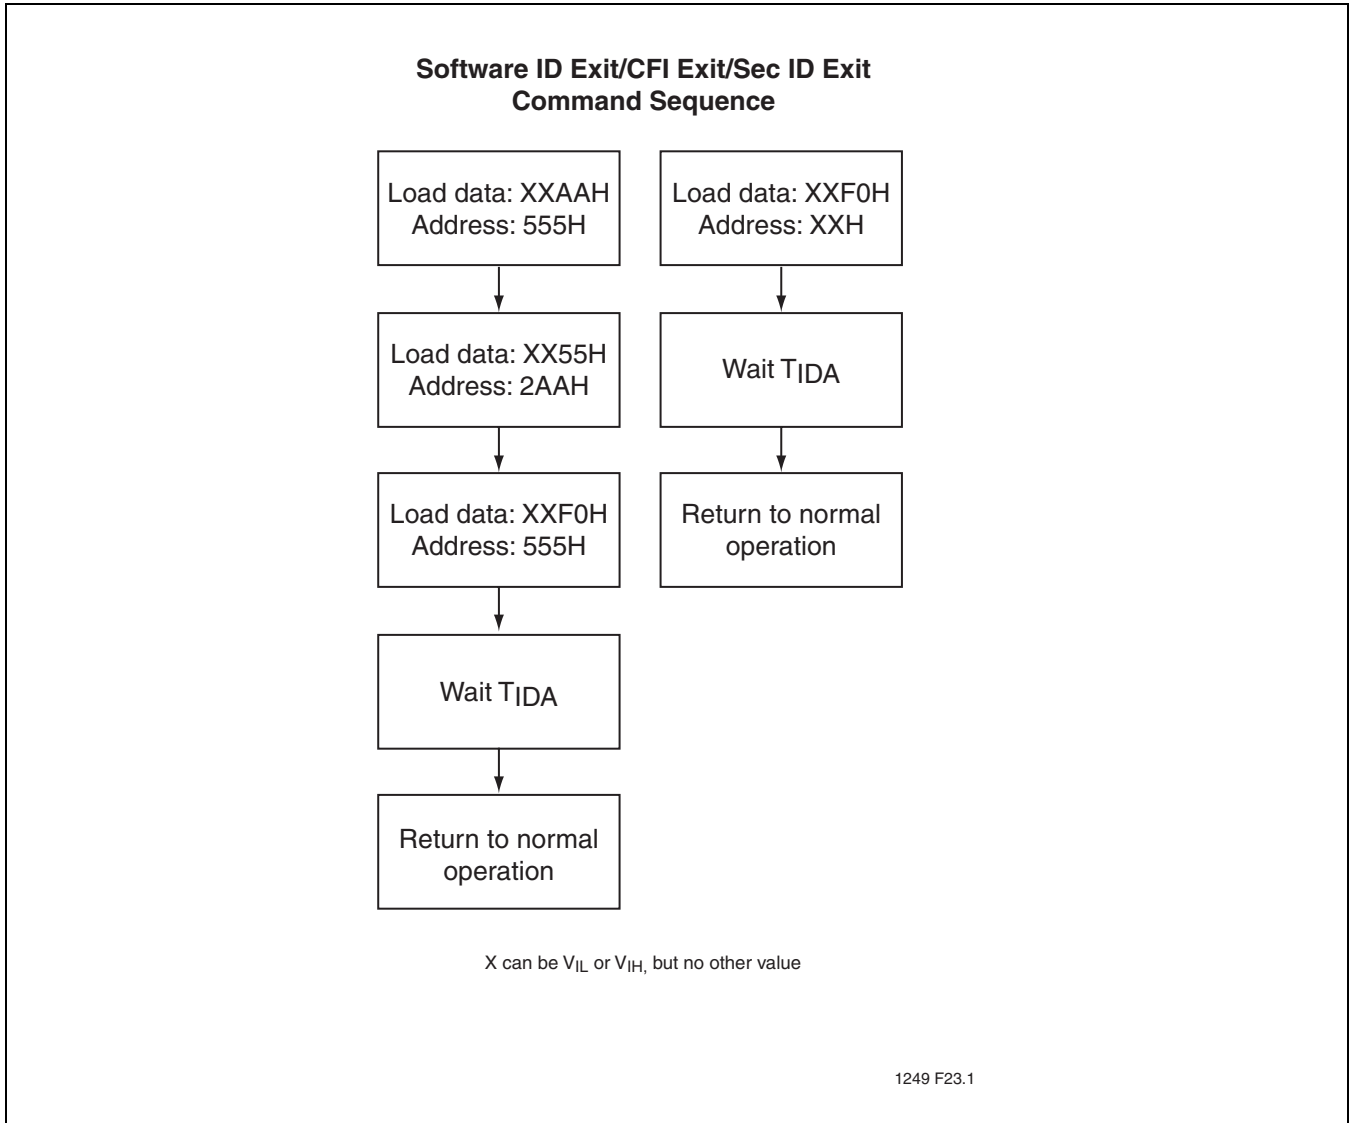 Software ID Exit/CFI Exit/Sec ID Exit
Command Sequence
Load data: XXAAH
Address: 555H
Load data: XX55H
Address: 2AAH
Load data: XXF0H
Address: 555H
Wait TIDA
Return to normal
operation
Load data: XXF0H
Address: XXH
Wait TIDA
Return to normal
operation
X can be VIL or VIH, but no other value
1249 F23.1